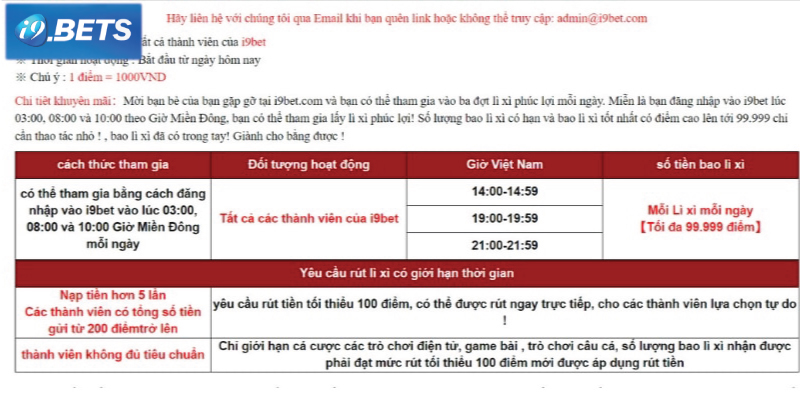 i9.BETS
Hãy liên hệ với chúng tôi qua Email khi bạn quên link hoặc không thể truy cập: admin@i9bet.com
tất cả thành viên của i9bet
※ Thời gian hoạt động : Bắt đầu từ ngày hôm nay
※ Chú ý : 1 điểm = 1000VND
Chi tiết khuyến mãi: Mời bạn bè của bạn gặp gỡ tại i9bet.com và bạn có thể tham gia vào ba đợt lì xì phúc lợi mỗi ngày. Miễn là bạn đăng nhập vào i9bet lúc
03:00, 08:00 và 10:00 theo Giờ Miền Đông, bạn có thể tham gia lấy lì xì phúc lợi! Số lượng bao lì xì có hạn và bao lì xì tốt nhất có điểm cao lên tới 99.999 chỉ
cần thao tác nhỏ ! , bao lì xì đã có trong tay! Giành cho bằng được !
cách thức tham gia
Đối tượng hoạt động
Giờ Việt Nam
số tiền bao lì xì
có thể tham gia bằng cách đăng
nhập vào i9bet vào lúc 03:00,
08:00 và 10:00 Giờ Miền Đông
mỗi ngày
Tất cả các thành viên của i9bet
14:00-14:59
19:00-19:59
21:00-21:59
Mỗi Lì xì mỗi ngày
【Tối đa 99.999 điểm】
Yêu cầu rút lì xì có giới hạn thời gian
Nạp tiền hơn 5 lần
Các thành viên có tổng số tiền
gửi từ 200 điểmtrở lên
yêu cầu rút tiền tối thiểu 100 điểm, có thể được rút ngay trực tiếp, cho các thành viên lựa chọn tự do
!
thành viên không đủ tiêu chuẩn
Chỉ giới hạn cá cược các trò chơi điện tử, game bài , trò chơi câu cá, số lượng bao lì xì nhận được
phải đạt mức rút tối thiểu 100 điểm mới được áp dụng rút tiền